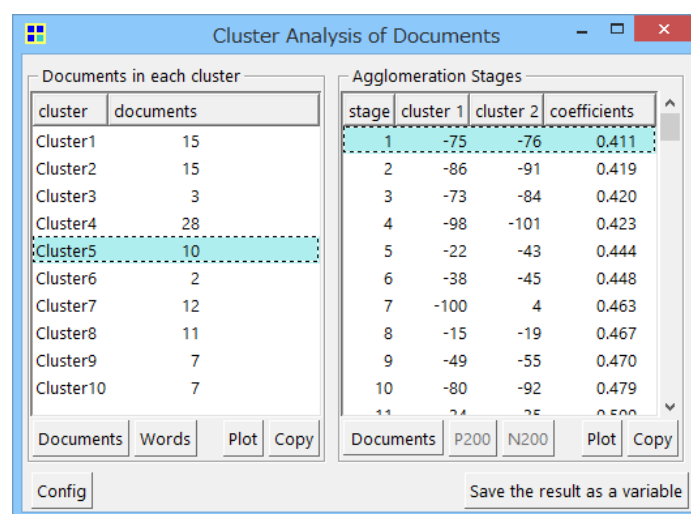 Cluster Analysis of Documents
Documents in each cluster
cluster documents
Cluster1 15
Cluster2 15
Cluster3 3
Cluster4 28
Cluster5 10
Cluster6 2
Cluster7 12
Cluster8 11
Cluster9 7
Cluster10 7
Documents Words Plot Copy
Agglomeration Stages
stage cluster 1 cluster 2 coefficients
1 -75 -76 0.411
2 -86 -91 0.419
3 -73 -84 0.420
4 -98 -101 0.423
5 -22 -43 0.444
6 -38 -45 0.448
7 -100 4 0.463
8 -15 -19 0.467
9 -49 -55 0.470
10 -80 -92 0.479
Documents P200 N200 Plot Copy
Config Save the result as a variable